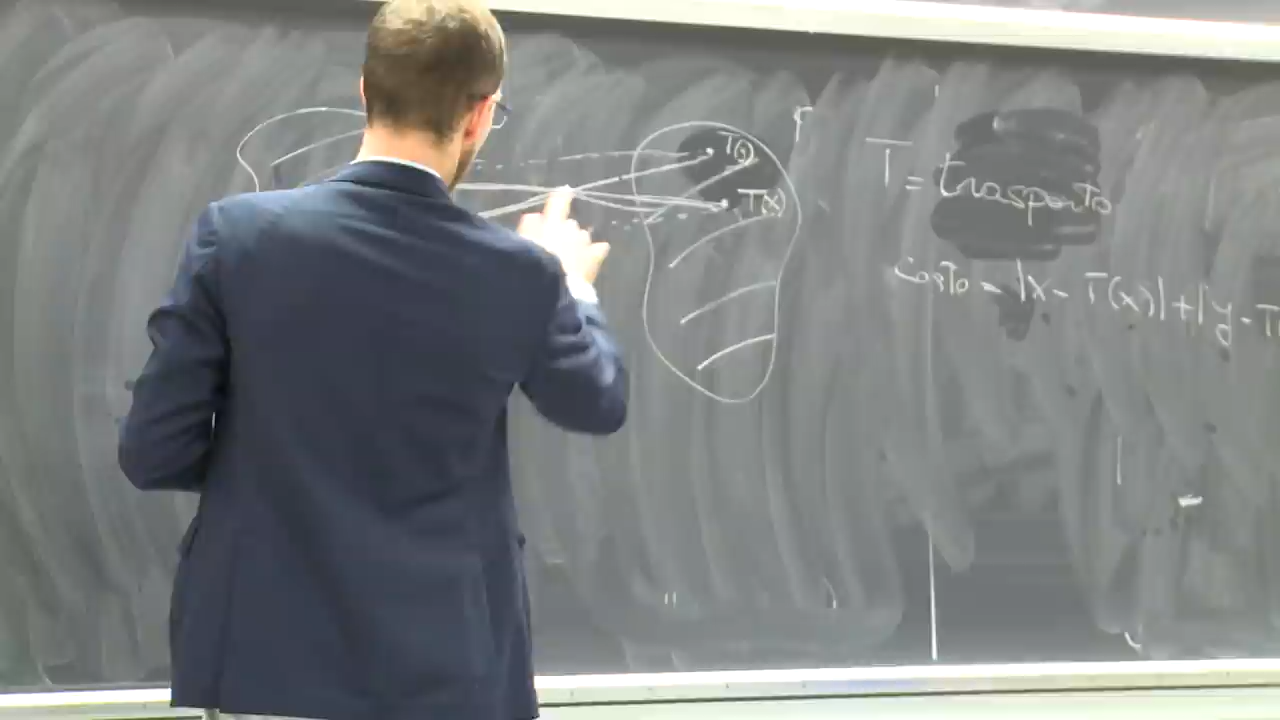 T(y)
T(x)
T = trasporto
costo = |x - T(x)| + |y - T